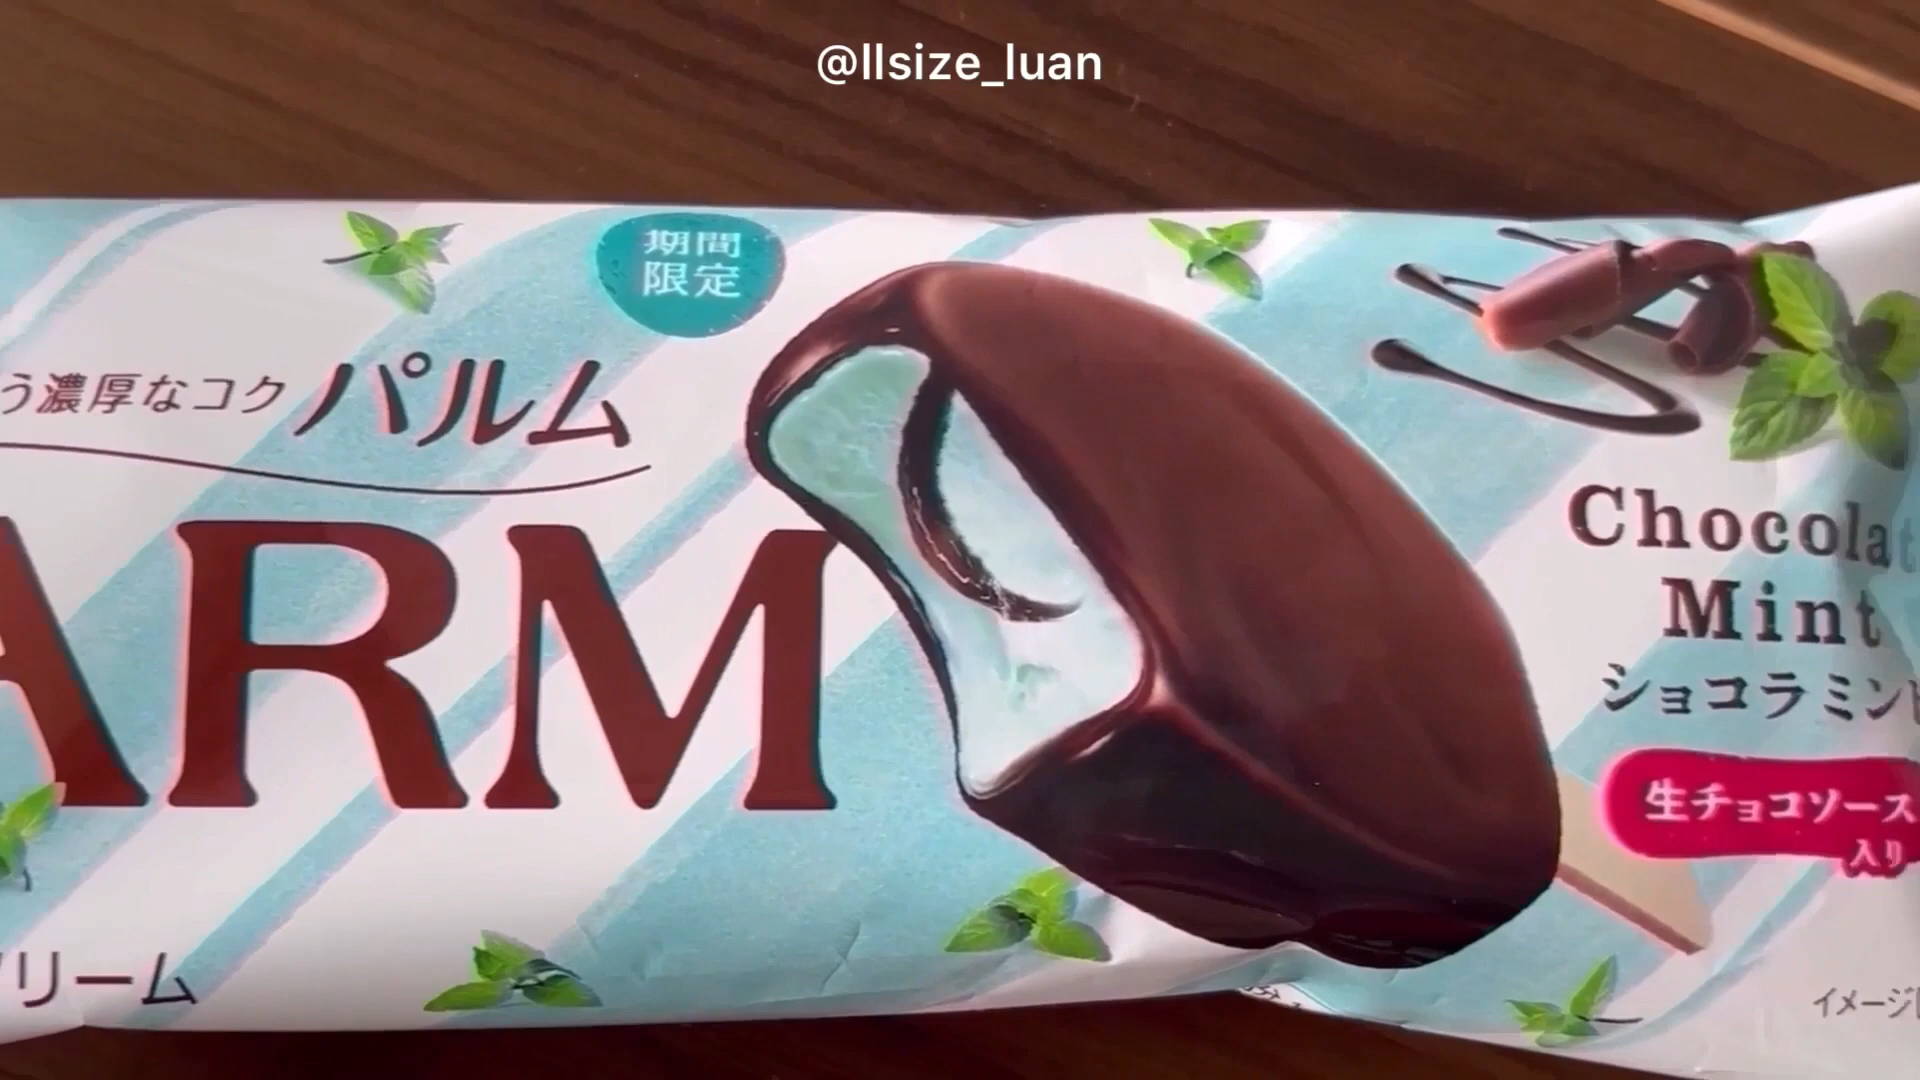 @llsize_luan
期間
限定
う濃厚なコク パルム
ARM
Chocolat
Mint
ショコラミント
生チョコソース
入り
リーム
イメージ